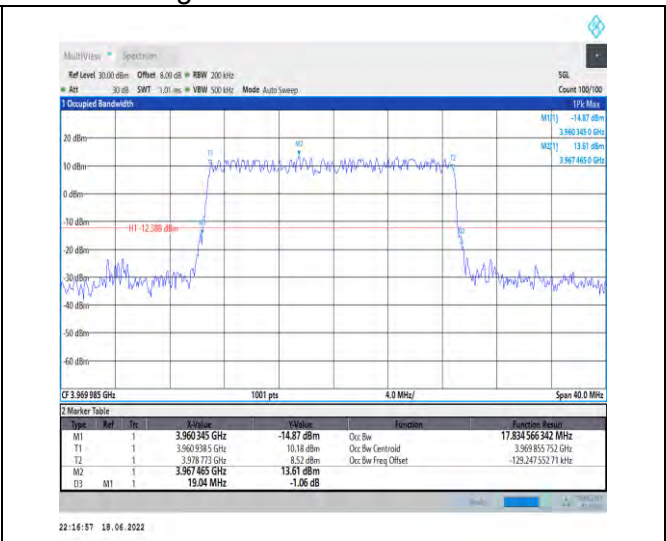 MultiView Spectrum
Ref Level 30.00 dBm Offset 8.00 dB RBW 200 kHz SGL
Att 30 dB SWT 1.01 ms VBW 500 kHz Mode Auto Sweep Count 100/100
1 Occupied Bandwidth 1Pk Max
M1[1] -14.87 dBm
3.960 345 0 GHz
20 dBm M2[1] 13.61 dBm
M2
3.967 465 0 GHz
T1 T2
10 dBm
0 dBm
-10 dBm
H1 -12.388 dBm
-20 dBm
-30 dBm
-40 dBm
-50 dBm
-60 dBm
CF 3.969 985 GHz 1001 pts 4.0 MHz/ Span 40.0 MHz
2 Marker Table
Type Ref Trc X-Value Y-Value Function Function Result
M1 1 3.960 345 GHz -14.87 dBm Occ Bw 17.834 566 342 MHz
T1 1 3.960 938 5 GHz 10.18 dBm Occ Bw Centroid 3.969 855 752 GHz
T2 1 3.978 773 GHz 8.52 dBm Occ Bw Freq Offset -129.247 552 71 kHz
M2 1 3.967 465 GHz 13.61 dBm
D3 M1 1 19.04 MHz -1.06 dB
22:16:57 18.06.2022